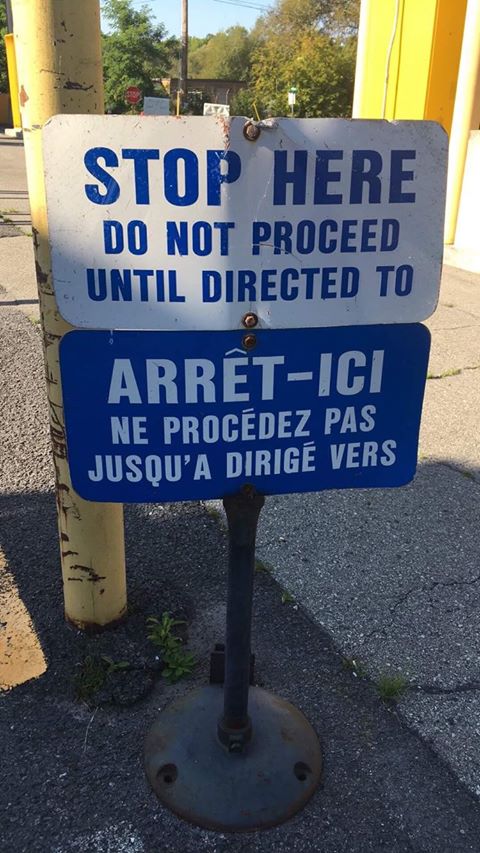 STOP HERE
DO NOT PROCEED
UNTIL DIRECTED TO
ARRÊT-ICI
NE PROCÉDEZ PAS
JUSQU'A DIRIGÉ VERS